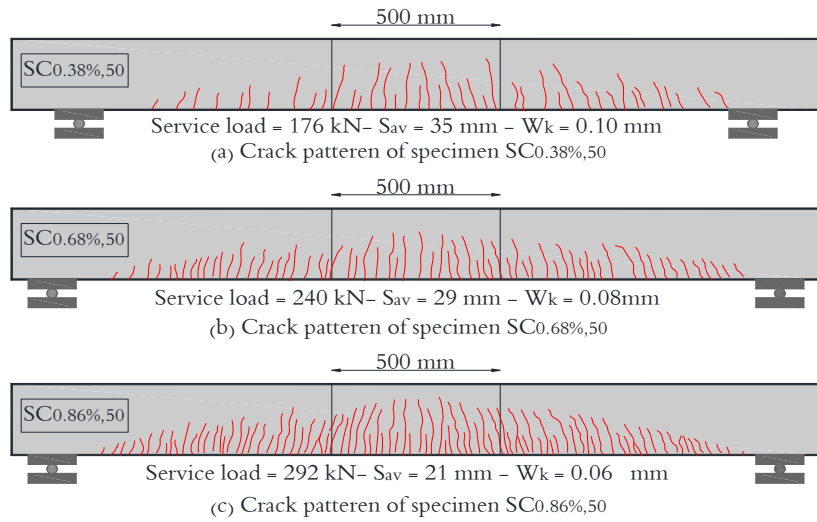 500 mm
SC0.38%,50
Service load = 176 kN- Sav = 35 mm - Wk = 0.10 mm
(a) Crack patteren of specimen SC0.38%,50
500 mm
SC0.68%,50
Service load = 240 kN- Sav = 29 mm - Wk = 0.08mm
(b) Crack patteren of specimen SC0.68%,50
500 mm
SC0.86%,50
Service load = 292 kN- Sav = 21 mm - Wk = 0.06 mm
(c) Crack patteren of specimen SC0.86%,50